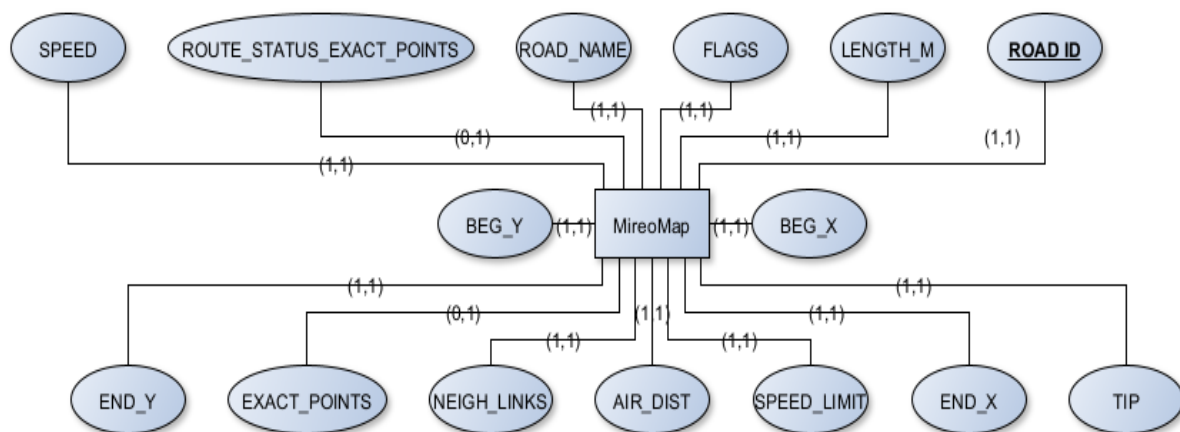 SPEED
ROUTE_STATUS_EXACT_POINTS
ROAD_NAME
FLAGS
LENGTH_M
ROAD ID
(1,1)
(0,1)
(1,1)
(1,1)
(1,1)
(1,1)
BEG_Y
(1,1)
MireoMap
(1,1)
BEG_X
(1,1)
(0,1)
(1,1)
(1,1)
(1,1)
(1,1)
(1,1)
END_Y
EXACT_POINTS
NEIGH_LINKS
AIR_DIST
SPEED_LIMIT
END_X
TIP